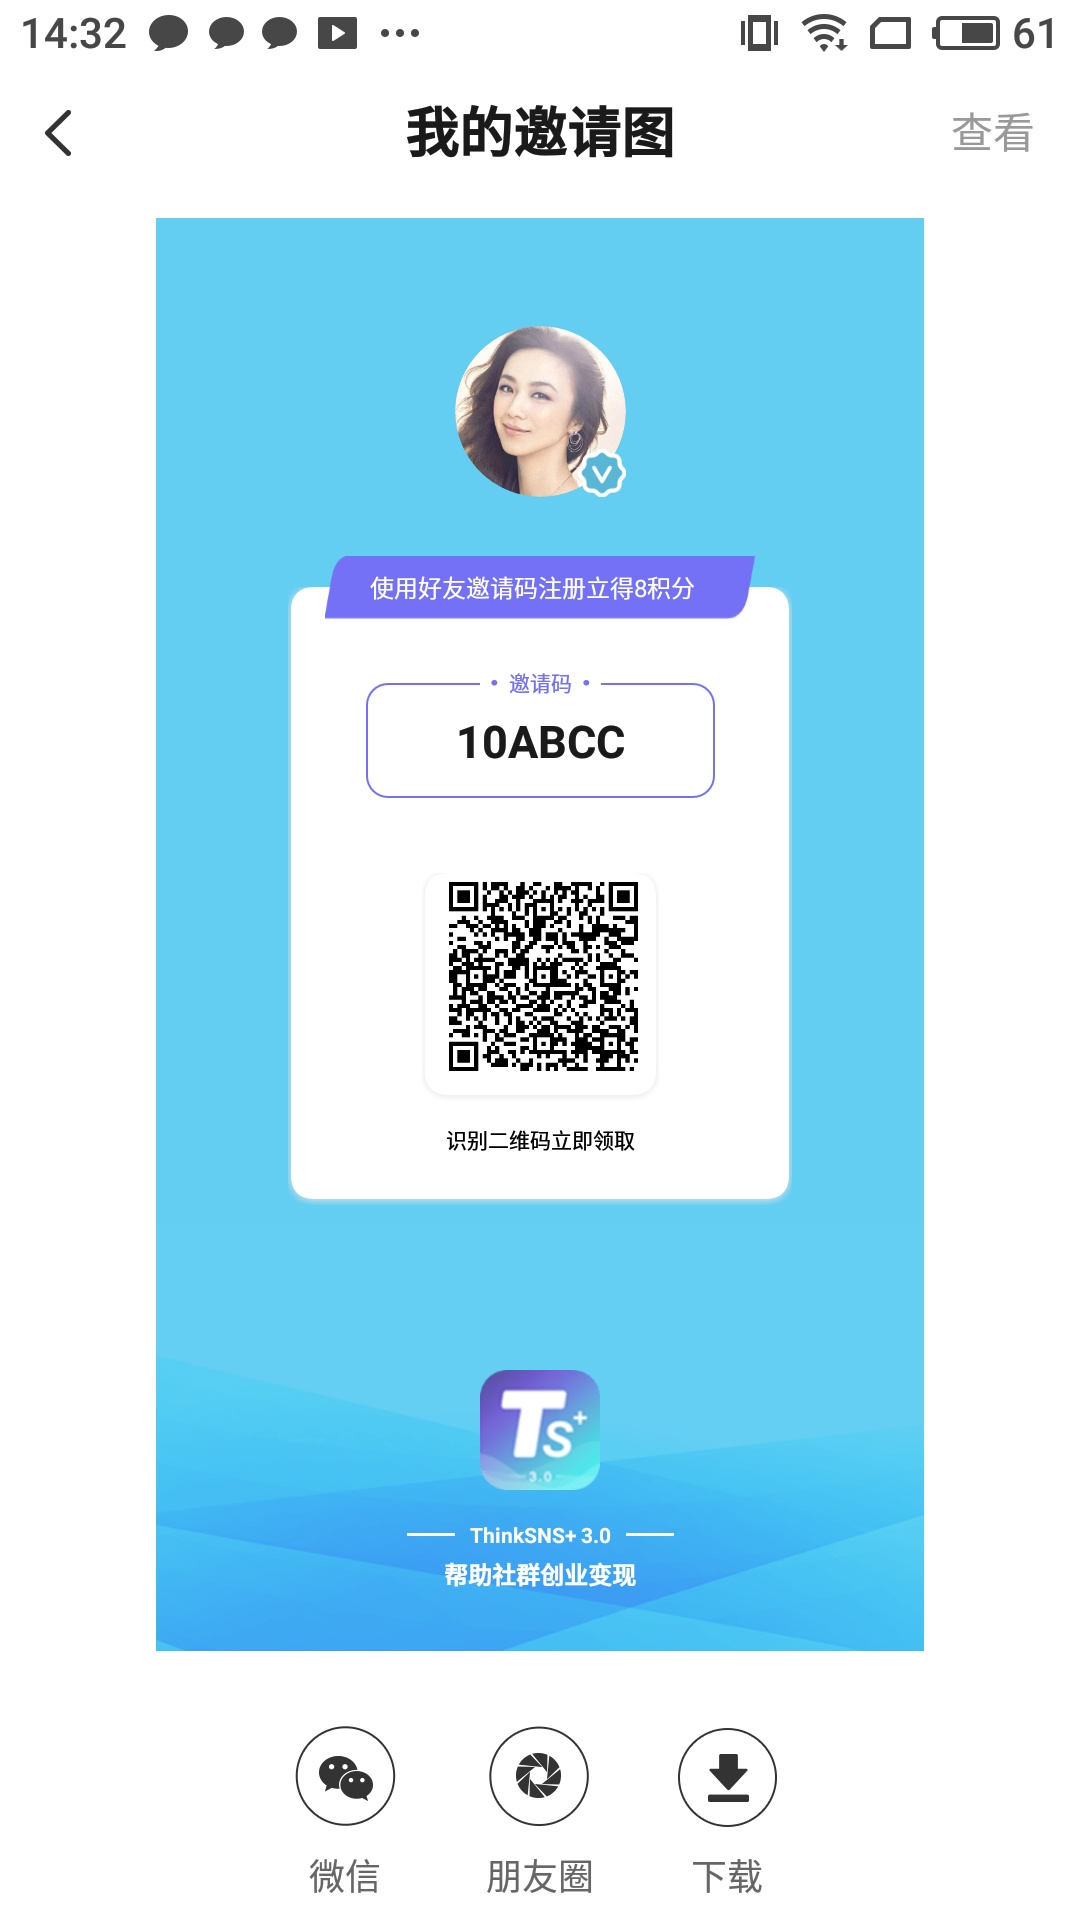 14:32
61
我的邀请图
查看
使用好友邀请码注册立得8积分
• 邀请码 •
10ABCC
识别二维码立即领取
Ts+
3.0
ThinkSNS+ 3.0
帮助社群创业变现
微信
朋友圈
下载